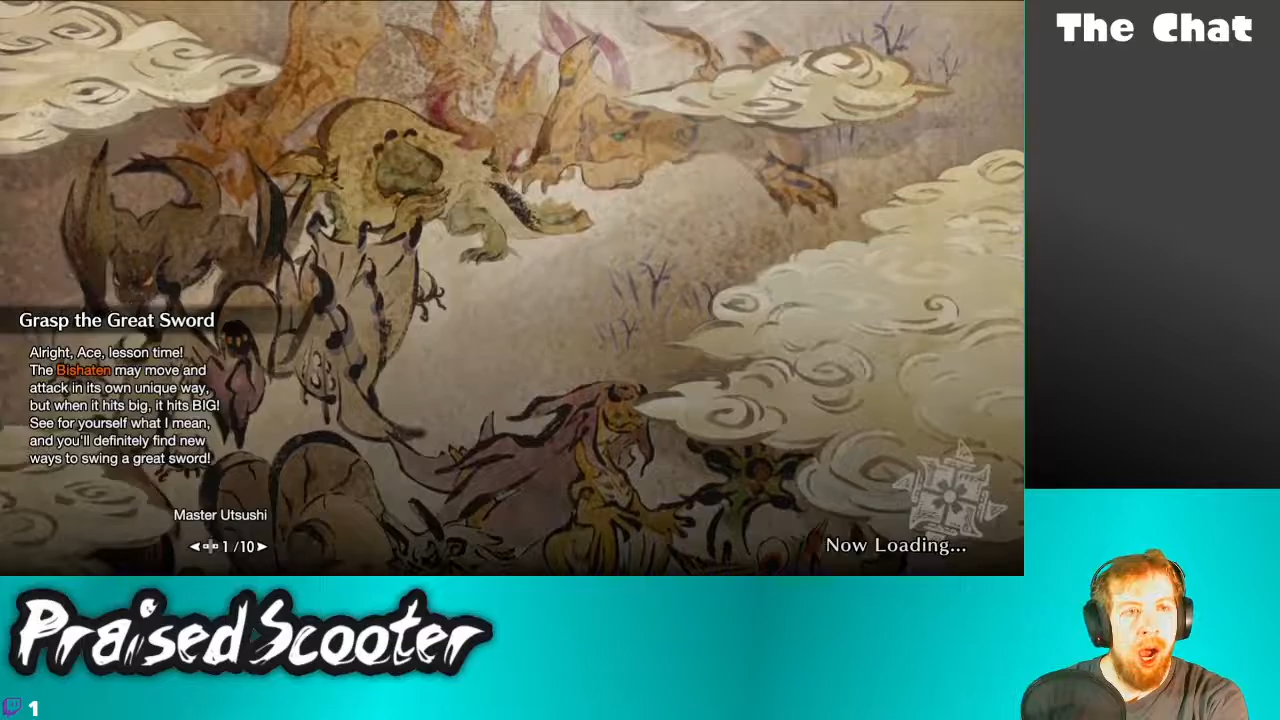 The Chat
Grasp the Great Sword
Alright, Ace, lesson time!
The Bishaten may move and
attack in its own unique way,
but when it hits big, it hits BIG!
See for yourself what I mean,
and you'll definitely find new
ways to swing a great sword!
Master Utsushi
1 /10
Now Loading...
Praised Scooter
1